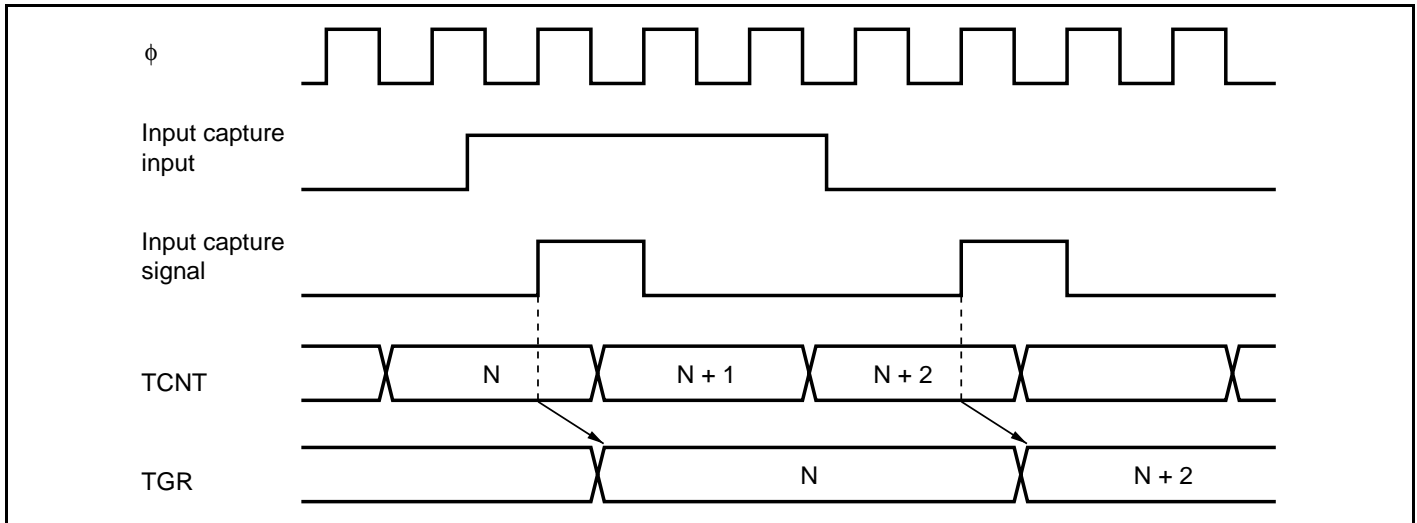 ϕ
Input capture
input
Input capture
signal
TCNT
N
N + 1
N + 2
TGR
N
N + 2